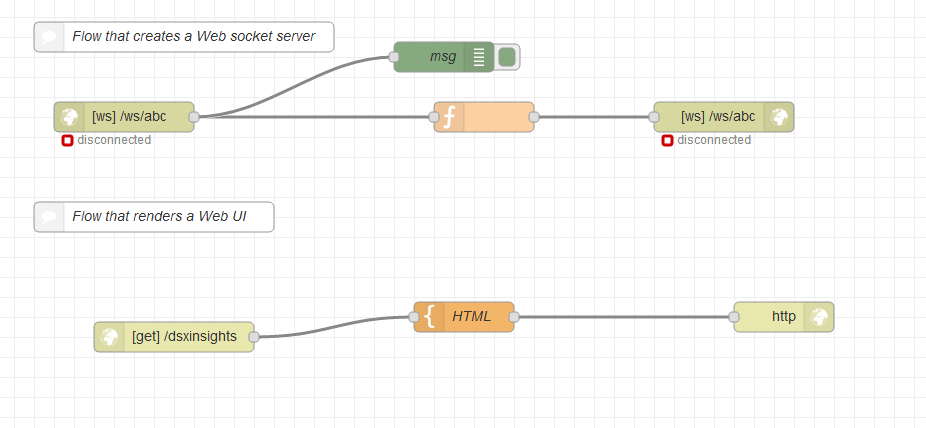 Flow that creates a Web socket server
msg
[ws] /ws/abc
[ws] /ws/abc
disconnected
disconnected
Flow that renders a Web UI
HTML
http
[get] /dsxinsights